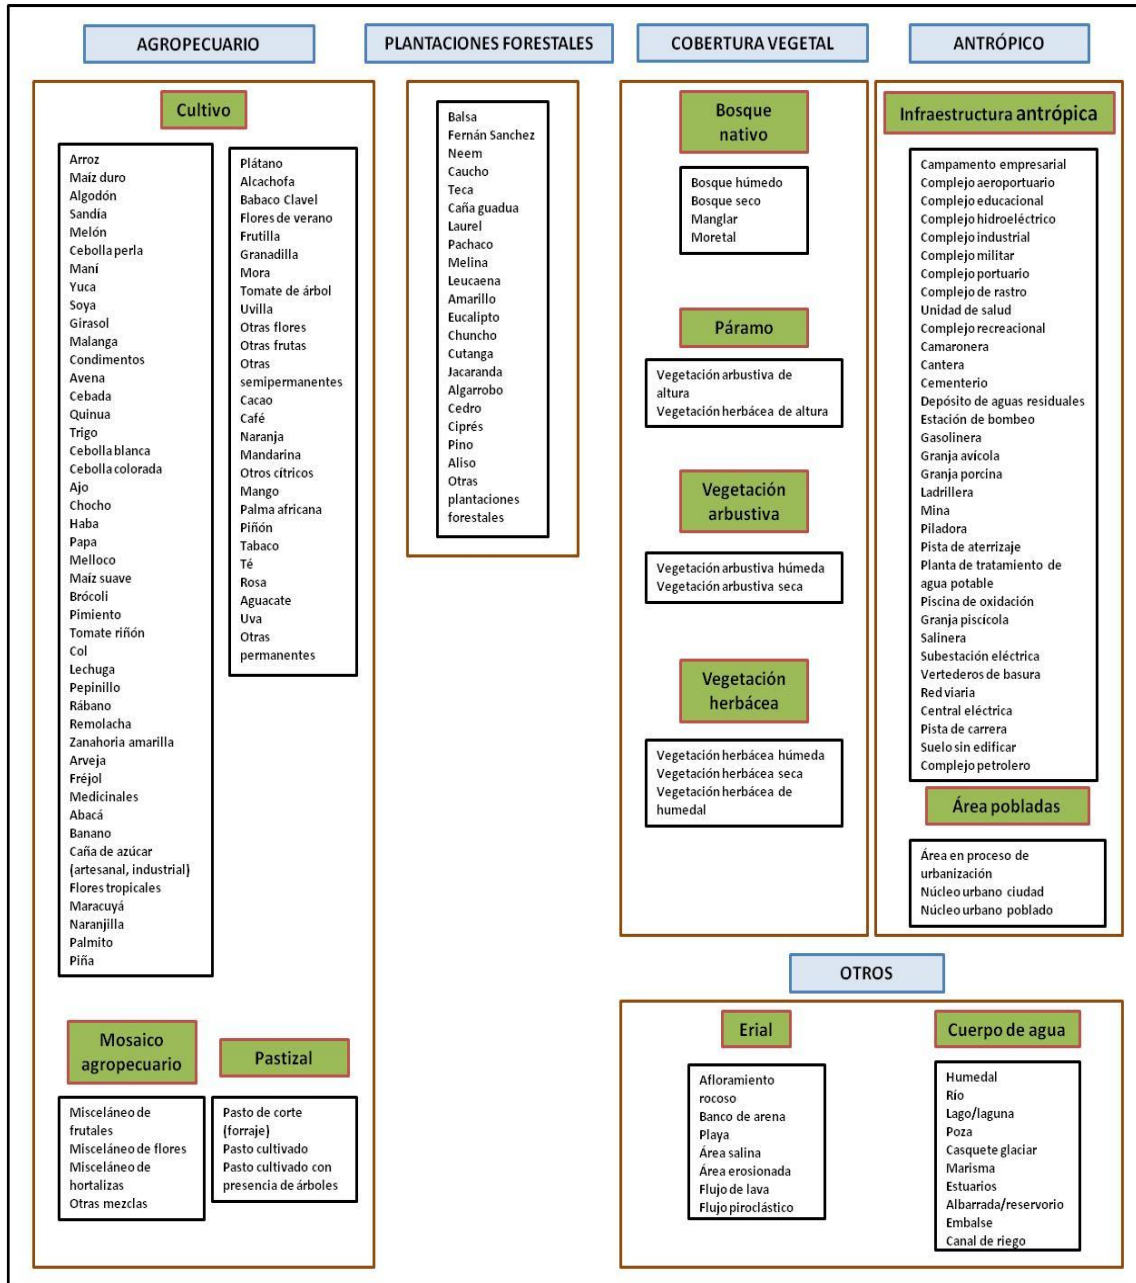 AGROPECUARIO
Cultivo
Arroz
Maíz duro
Algodón
Sandía
Melón
Cebolla perla
Maní
Yuca
Soya
Girasol
Malanga
Condimentos
Avena
Cebada
Quinua
Trigo
Cebolla blanca
Cebolla colorada
Ajo
Chocho
Haba
Papa
Melloco
Maíz suave
Brócoli
Pimiento
Tomate riñón
Col
Lechuga
Pepinillo
Rábano
Remolacha
Zanahoria amarilla
Arveja
Fréjol
Medicinales
Abacá
Banano
Caña de azúcar
(artesanal, industrial)
Flores tropicales
Maracuyá
Naranjilla
Palmito
Piña
Plátano
Alcachofa
Babaco Clavel
Flores de verano
Frutilla
Granadilla
Mora
Tomate de árbol
Uvilla
Otras flores
Otras frutas
Otras
semipermanentes
Cacao
Café
Naranja
Mandarina
Otros cítricos
Mango
Palma africana
Piñón
Tabaco
Té
Rosa
Aguacate
Uva
Otras
permanentes
Mosaico
agropecuario
Misceláneo de
frutales
Misceláneo de flores
Misceláneo de
hortalizas
Otras mezclas
Pastizal
Pasto de corte
(forraje)
Pasto cultivado
Pasto cultivado con
presencia de árboles
PLANTACIONES FORESTALES
Balsa
Fernán Sanchez
Neem
Caucho
Teca
Caña guadua
Laurel
Pachaco
Melina
Leucaena
Amarillo
Eucalipto
Chuncho
Cutanga
Jacaranda
Algarrobo
Cedro
Ciprés
Pino
Aliso
Otras
plantaciones
forestales
COBERTURA VEGETAL
Bosque
nativo
Bosque húmedo
Bosque seco
Manglar
Moretal
Páramo
Vegetación arbustiva de
altura
Vegetación herbácea de altura
Vegetación
arbustiva
Vegetación arbustiva húmeda
Vegetación arbustiva seca
Vegetación
herbácea
Vegetación herbácea húmeda
Vegetación herbácea seca
Vegetación herbácea de
humedal
ANTRÓPICO
Infraestructura antrópica
Campamento empresarial
Complejo aeroportuario
Complejo educacional
Complejo hidroeléctrico
Complejo industrial
Complejo militar
Complejo portuario
Complejo de rastro
Unidad de salud
Complejo recreacional
Camaronera
Cantera
Cementerio
Depósito de aguas residuales
Estación de bombeo
Gasolinera
Granja avícola
Granja porcina
Ladrillera
Mina
Piladora
Pista de aterrizaje
Planta de tratamiento de
agua potable
Piscina de oxidación
Granja piscícola
Salinera
Subestación eléctrica
Vertederos de basura
Red viaria
Central eléctrica
Pista de carrera
Suelo sin edificar
Complejo petrolero
Área pobladas
Área en proceso de
urbanización
Núcleo urbano ciudad
Núcleo urbano poblado
OTROS
Erial
Afloramiento
rocoso
Banco de arena
Playa
Área salina
Área erosionada
Flujo de lava
Flujo piroclástico
Cuerpo de agua
Humedal
Río
Lago/laguna
Poza
Casquete glaciar
Marisma
Estuarios
Albarrada/reservorio
Embalse
Canal de riego